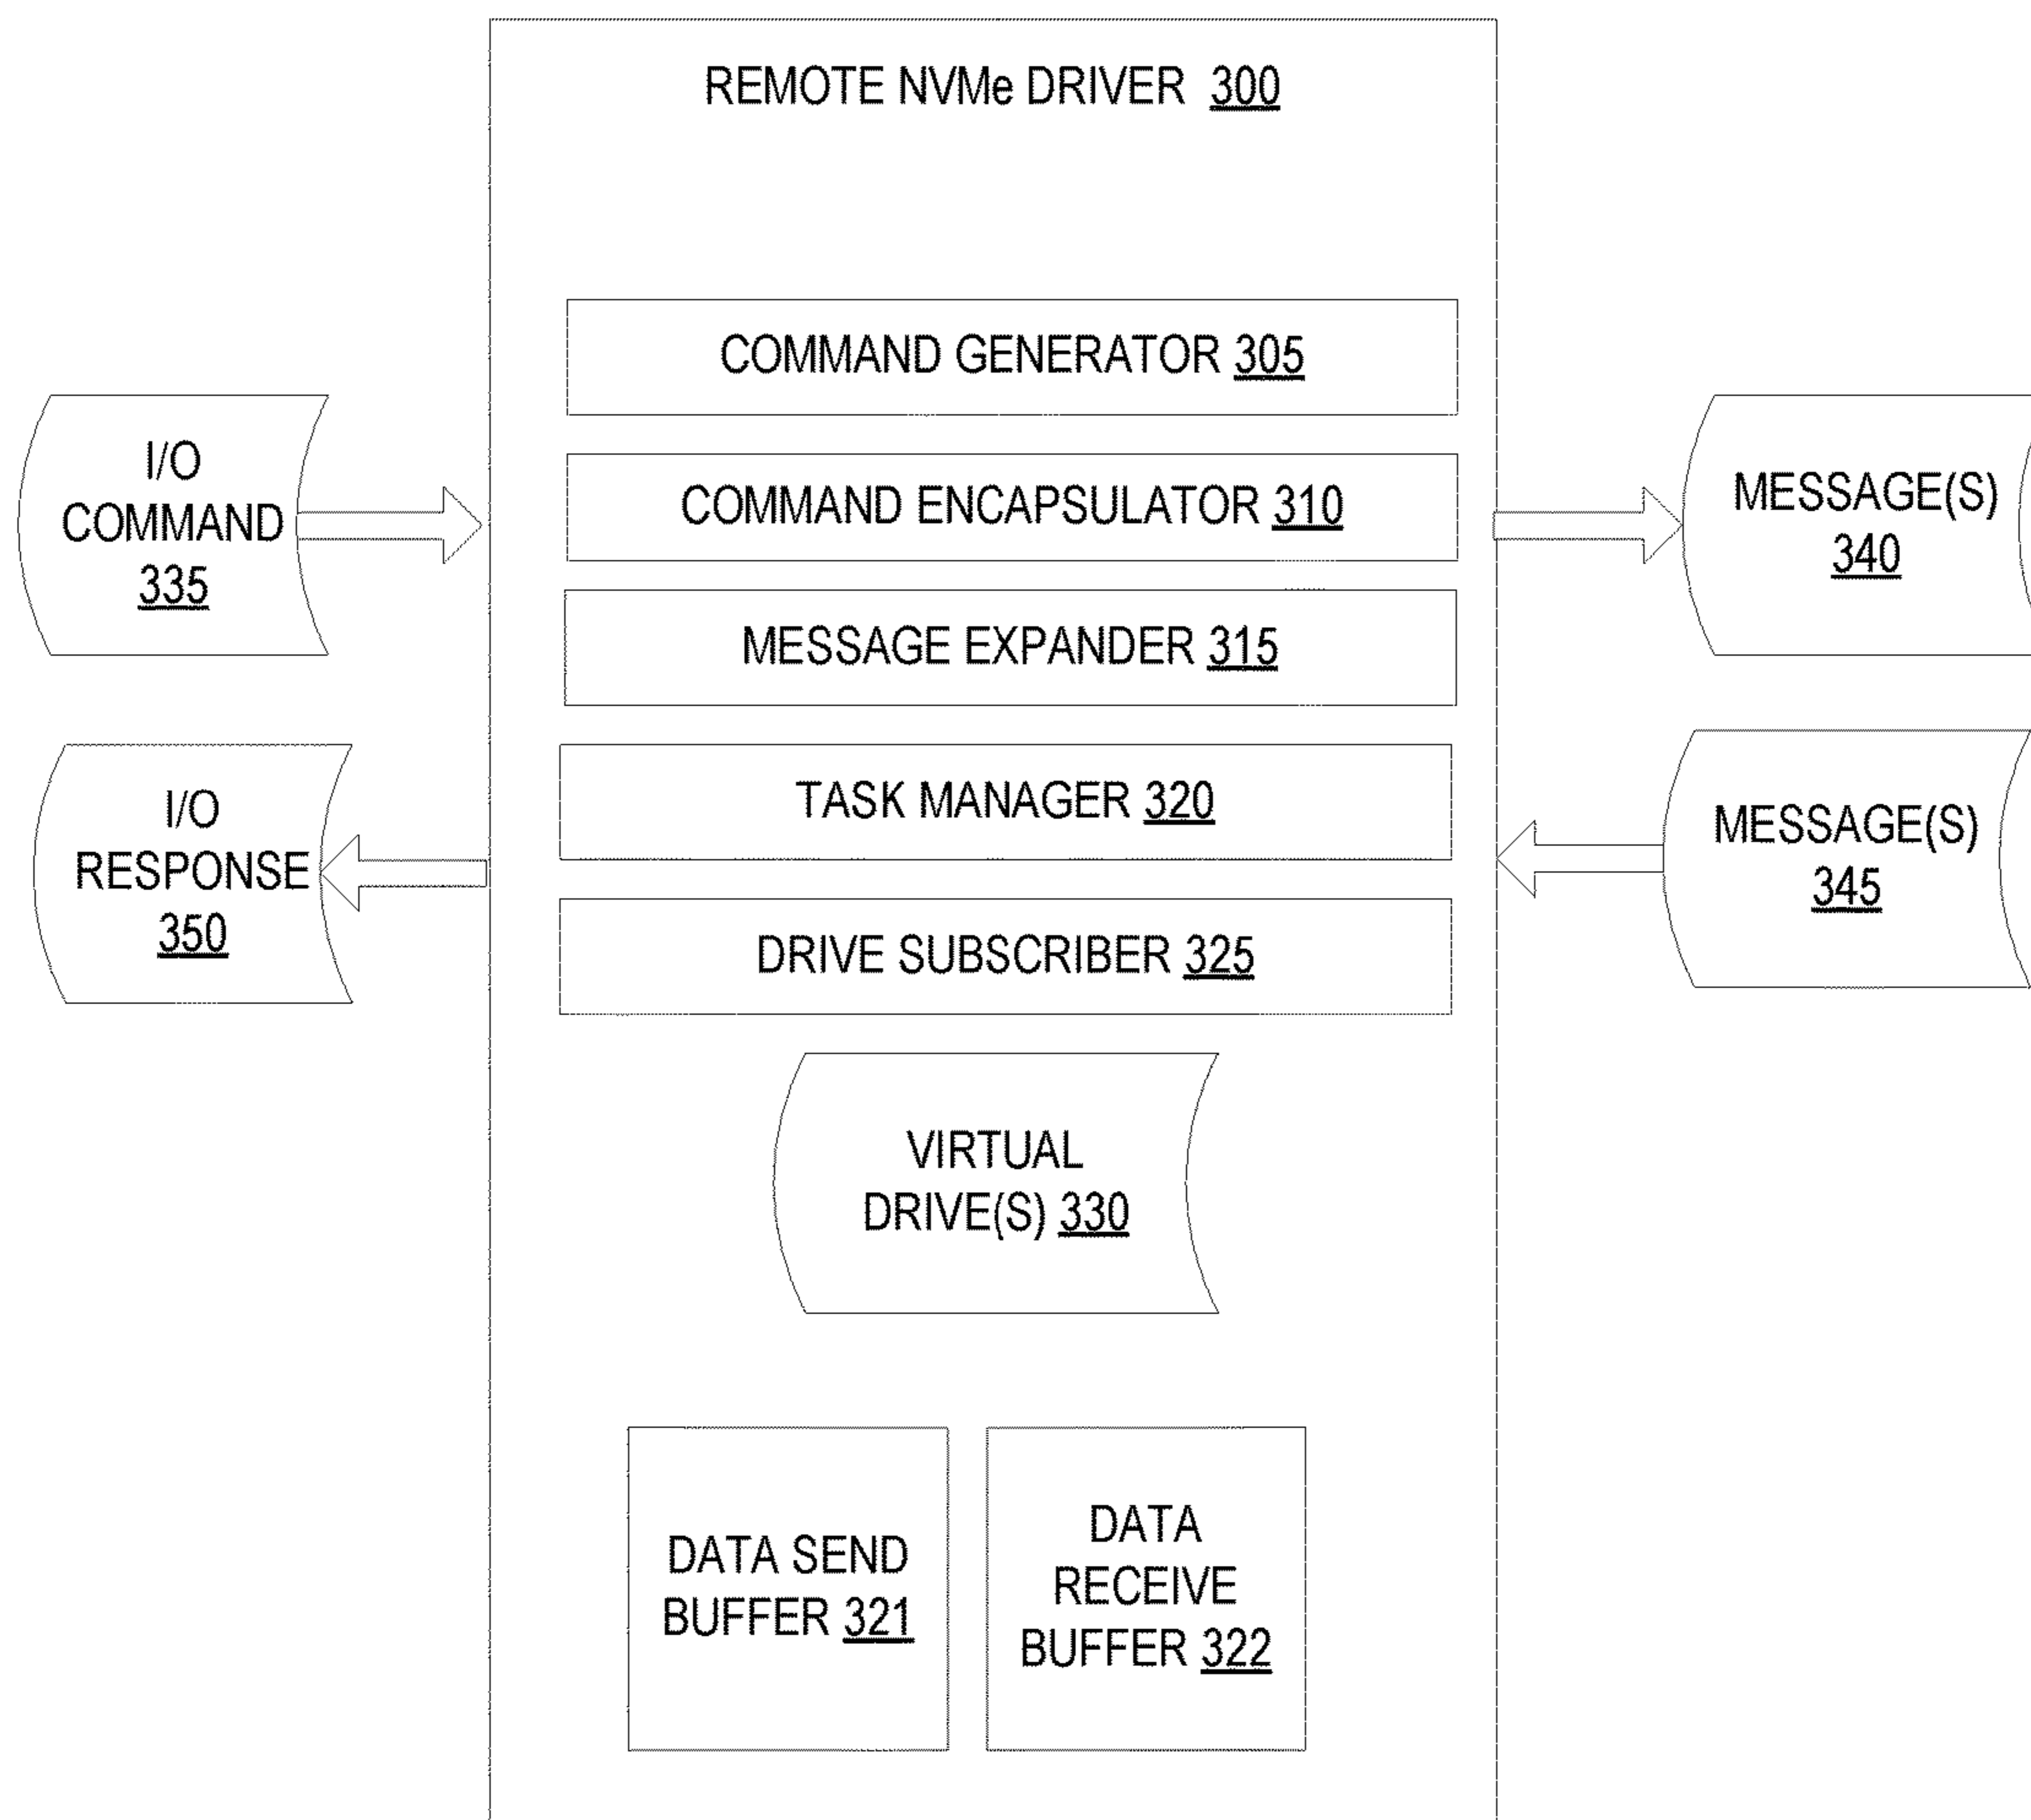 REMOTE NVMe DRIVER 300
COMMAND GENERATOR 305
I/O
COMMAND
335
COMMAND ENCAPSULATOR 310
MESSAGE(S)
340
MESSAGE EXPANDER 315
I/O
RESPONSE
350
TASK MANAGER 320
MESSAGE(S)
345
DRIVE SUBSCRIBER 325
VIRTUAL
DRIVE(S) 330
DATA SEND
BUFFER 321
DATA
RECEIVE
BUFFER 322